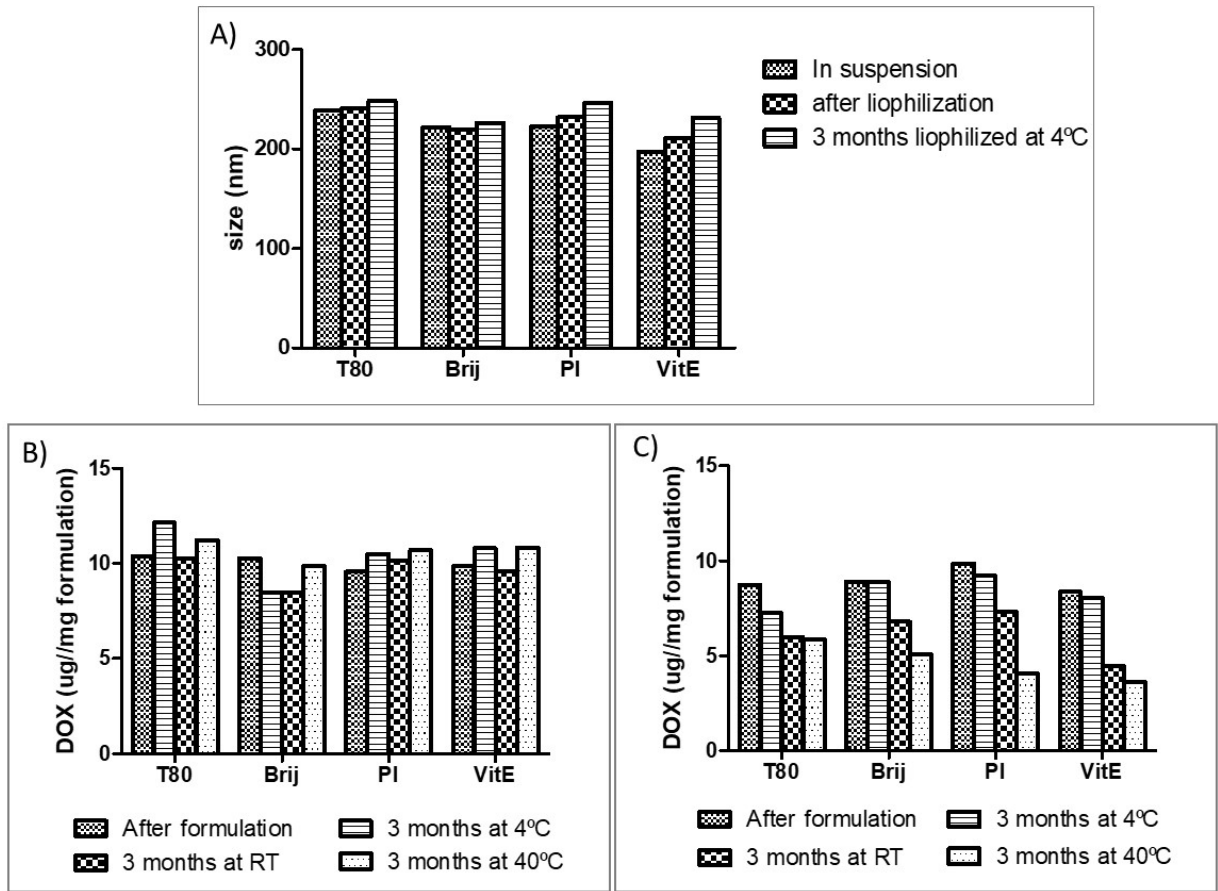 A)
300
200
100
0
size (nm)
T80 Brij PI VitE
In suspension
after liophilization
3 months liophilized at 4ºC
B)
15
10
5
0
DOX (ug//mg formulation)
T80 Brij PI VitE
After formulation 3 months at 4ºC
3 months at RT 3 months at 40ºC
C)
15
10
5
0
DOX (ug//mg formulation)
T80 Brij PI VitE
After formulation 3 months at 4ºC
3 months at RT 3 months at 40ºC